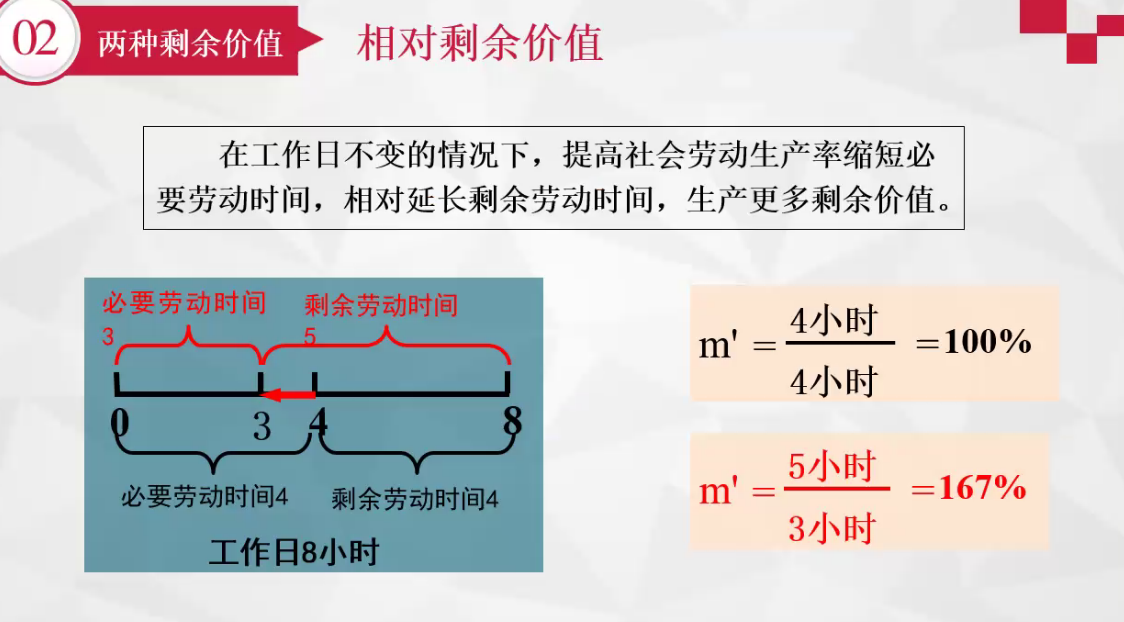 02
两种剩余价值
相对剩余价值
在工作日不变的情况下，提高社会劳动生产率缩短必
要劳动时间，相对延长剩余劳动时间，生产更多剩余价值。
必要劳动时间 剩余劳动时间
3 5
0 3 4 8
必要劳动时间4 剩余劳动时间4
工作日8小时
4小时
m' = =100%
4小时
5小时
m' = =167%
3小时